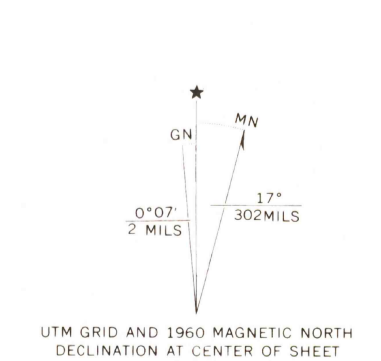 MN
GN
17°
302MILS
0°07'
2 MILS
UTM GRID AND 1960 MAGNETIC NORTH
DECLINATION AT CENTER OF SHEET